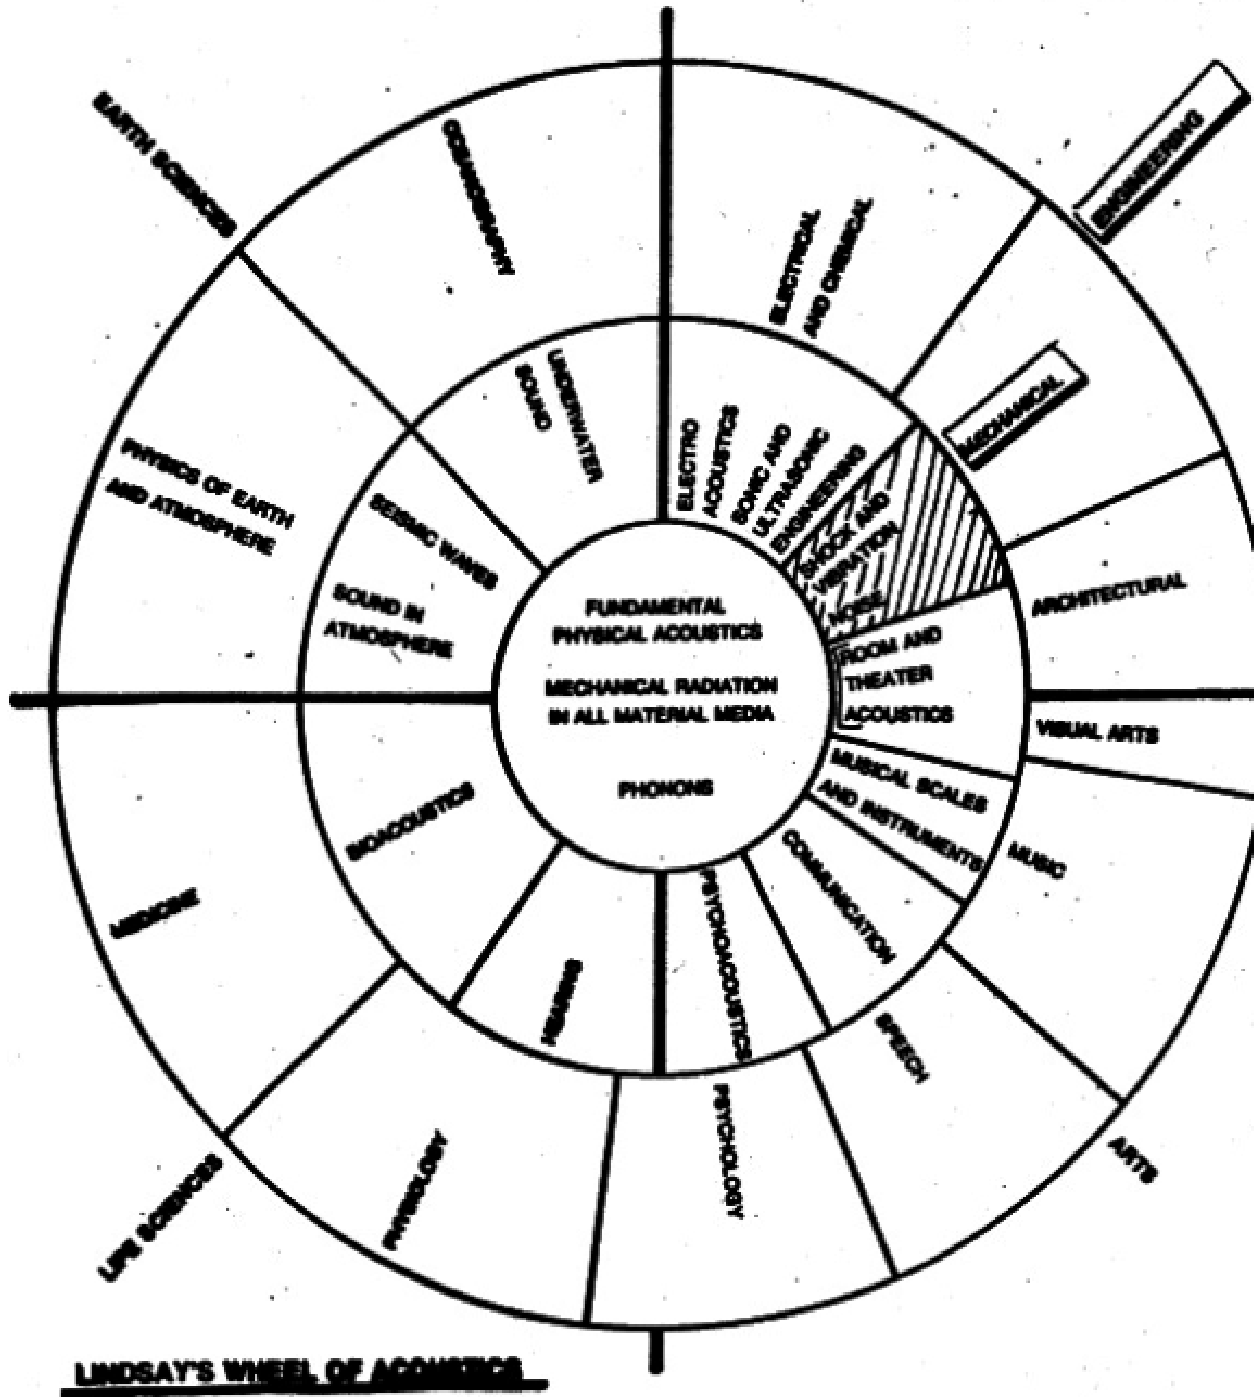 EARTH SCIENCES
OCEANOGRAPHY
ENGINEERING
ELECTRICAL
AND CHEMICAL
MECHANICAL
ARCHITECTURAL
VISUAL ARTS
MUSIC
ARTS
SPEECH
PSYCHOLOGY
PHYSIOLOGY
LIFE SCIENCES
MEDICINE
PHYSICS OF EARTH
AND ATMOSPHERE
UNDERWATER
SOUND
ELECTRO
ACOUSTICS
SONIC AND
ULTRASONIC
ENGINEERING
SHOCK AND
VIBRATION
NOISE
ROOM AND
THEATER
ACOUSTICS
MUSICAL SCALES
AND INSTRUMENTS
COMMUNICATION
PSYCHOACOUSTICS
HEARING
BIOACOUSTICS
SOUND IN
ATMOSPHERE
SEISMIC WAVES
FUNDAMENTAL
PHYSICAL ACOUSTICS
MECHANICAL RADIATION
IN ALL MATERIAL MEDIA
PHONONS
LINDSAY'S WHEEL OF ACOUSTICS